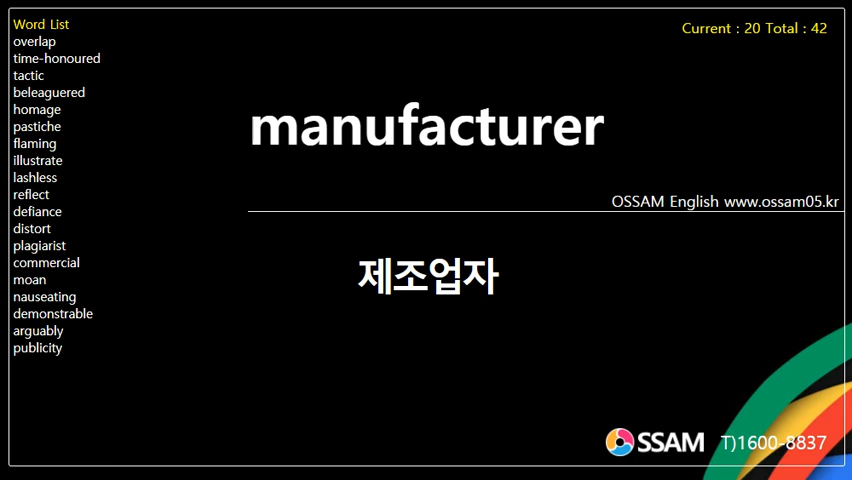 Word List
overlap
time-honoured
tactic
beleaguered
homage
pastiche
flaming
illustrate
lashless
reflect
defiance
distort
plagiarist
commercial
moan
nauseating
demonstrable
arguably
publicity
Current : 20 Total : 42
manufacturer
OSSAM English www.ossam05.kr
제조업자
OSSAM T)1600-8837